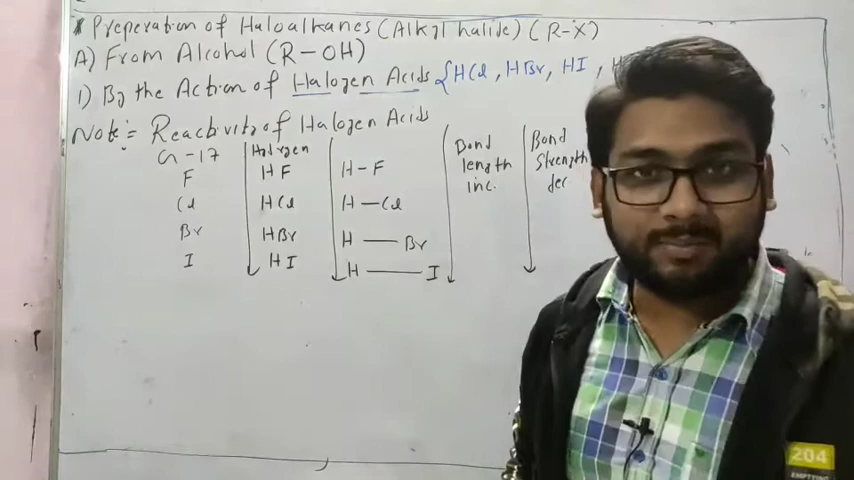 * Preperation of Haloalkanes (Alkyl halide) (R-X)
A) From Alcohol (R-OH)
1) By the Action of Halogen Acids {HCl, HBr, HI,
Note:= Reactivity of Halogen Acids
G-17 Hydrogen Bond length inc. Bond Strength dec
F HF H-F
Cl HCl H-Cl
Br HBr H-Br
I HI H-I
204